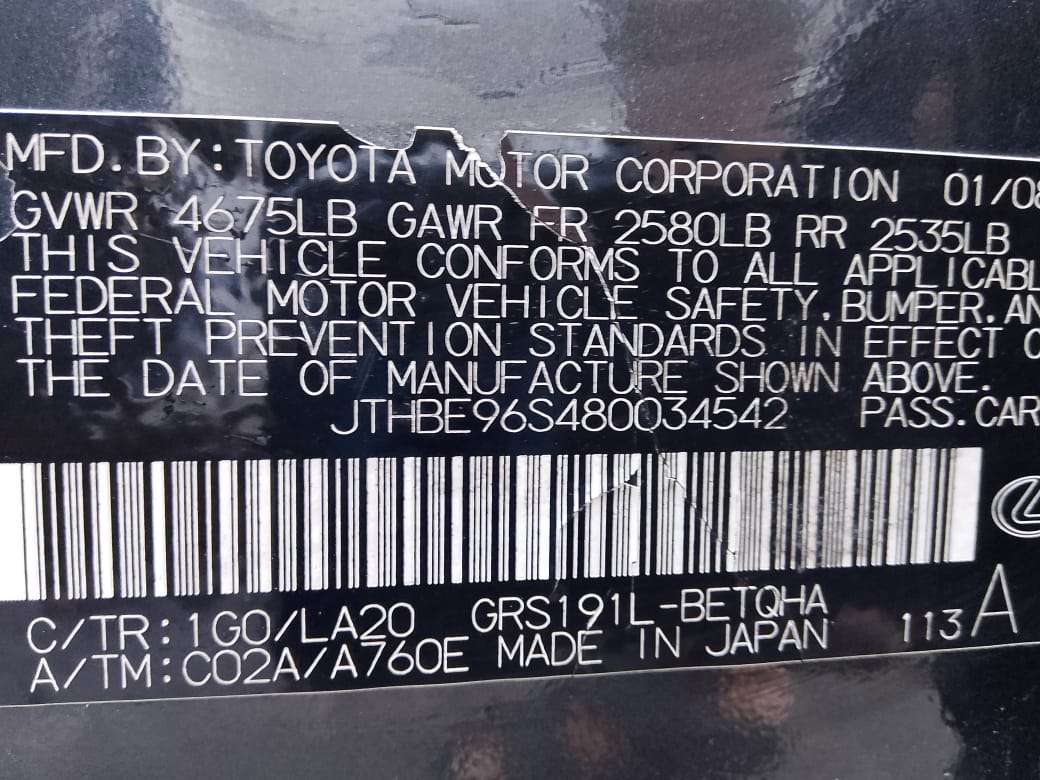 MFD. BY: TOYOTA MOTOR CORPORATION 01/08
GVWR 4675LB GAWR FR 2580LB RR 2535LB
THIS VEHICLE CONFORMS TO ALL APPLICABL
FEDERAL MOTOR VEHICLE SAFETY. BUMPER. AN
THEFT PREVENTION STANDARDS IN EFFECT O
THE DATE OF MANUFACTURE SHOWN ABOVE.
JTHBE96S480034542 PASS. CAR
C/TR: 1G0/LA20 GRS191L-BETQHA 113 A
A/TM: C02A/A760E MADE IN JAPAN